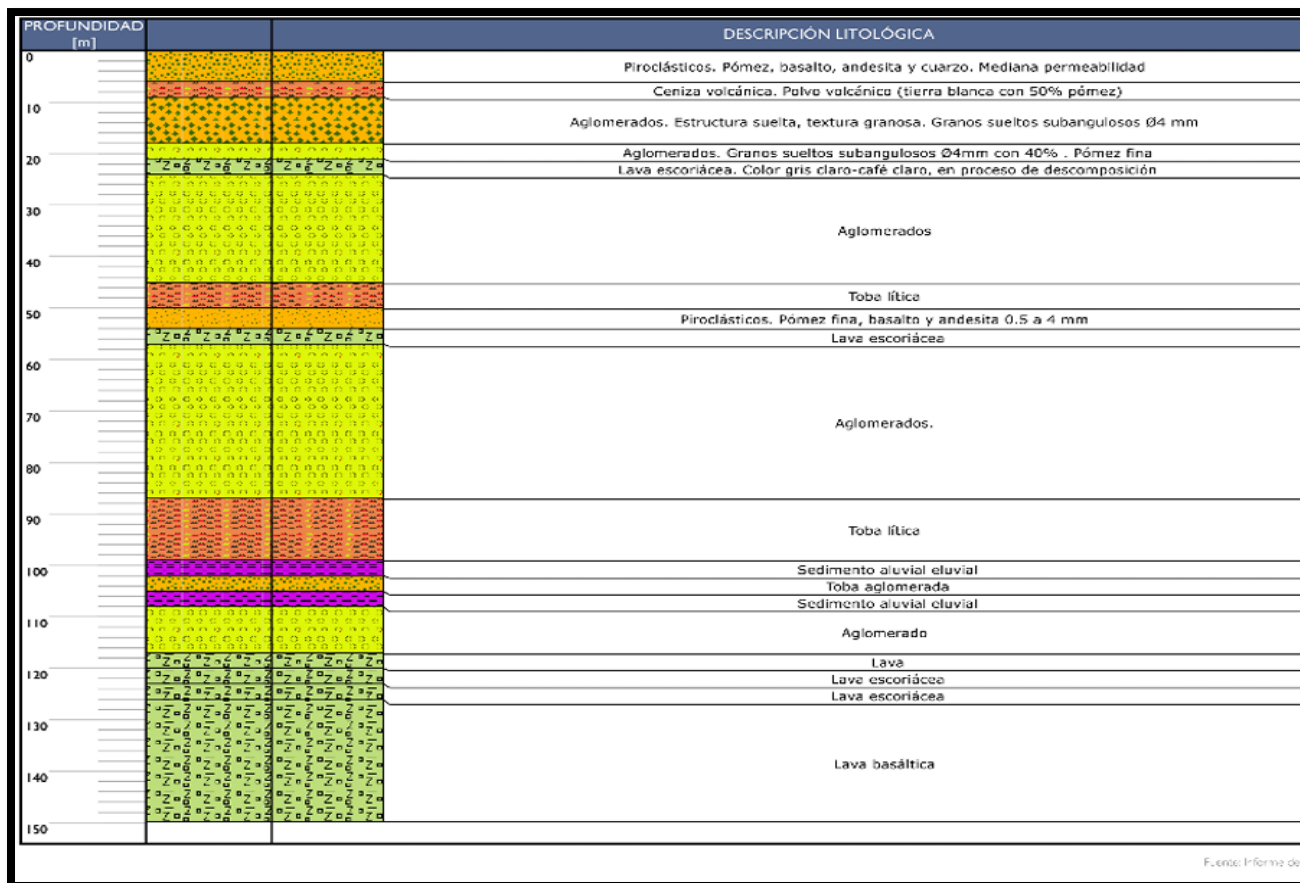 PROFUNDIDAD
[m]
DESCRIPCIÓN LITOLÓGICA
0
Piroclásticos. Pómez, basalto, andesita y cuarzo. Mediana permeabilidad
Ceniza volcánica. Polvo volcánico (tierra blanca con 50% pómez)
10
Aglomerados. Estructura suelta, textura granosa. Granos sueltos subangulosos Ø4 mm
Aglomerados. Granos sueltos subangulosos Ø4mm con 40% . Pómez fina
20
Lava escoriácea. Color gris claro-café claro, en proceso de descomposición
30
Aglomerados
40
Toba lítica
50
Piroclásticos. Pómez fina, basalto y andesita 0.5 a 4 mm
Lava escoriácea
60
70
Aglomerados.
80
90
Toba lítica
100
Sedimento aluvial eluvial
Toba aglomerada
Sedimento aluvial eluvial
110
Aglomerado
Lava
120
Lava escoriácea
Lava escoriácea
130
Lava basáltica
140
150
Fuente: Informe de